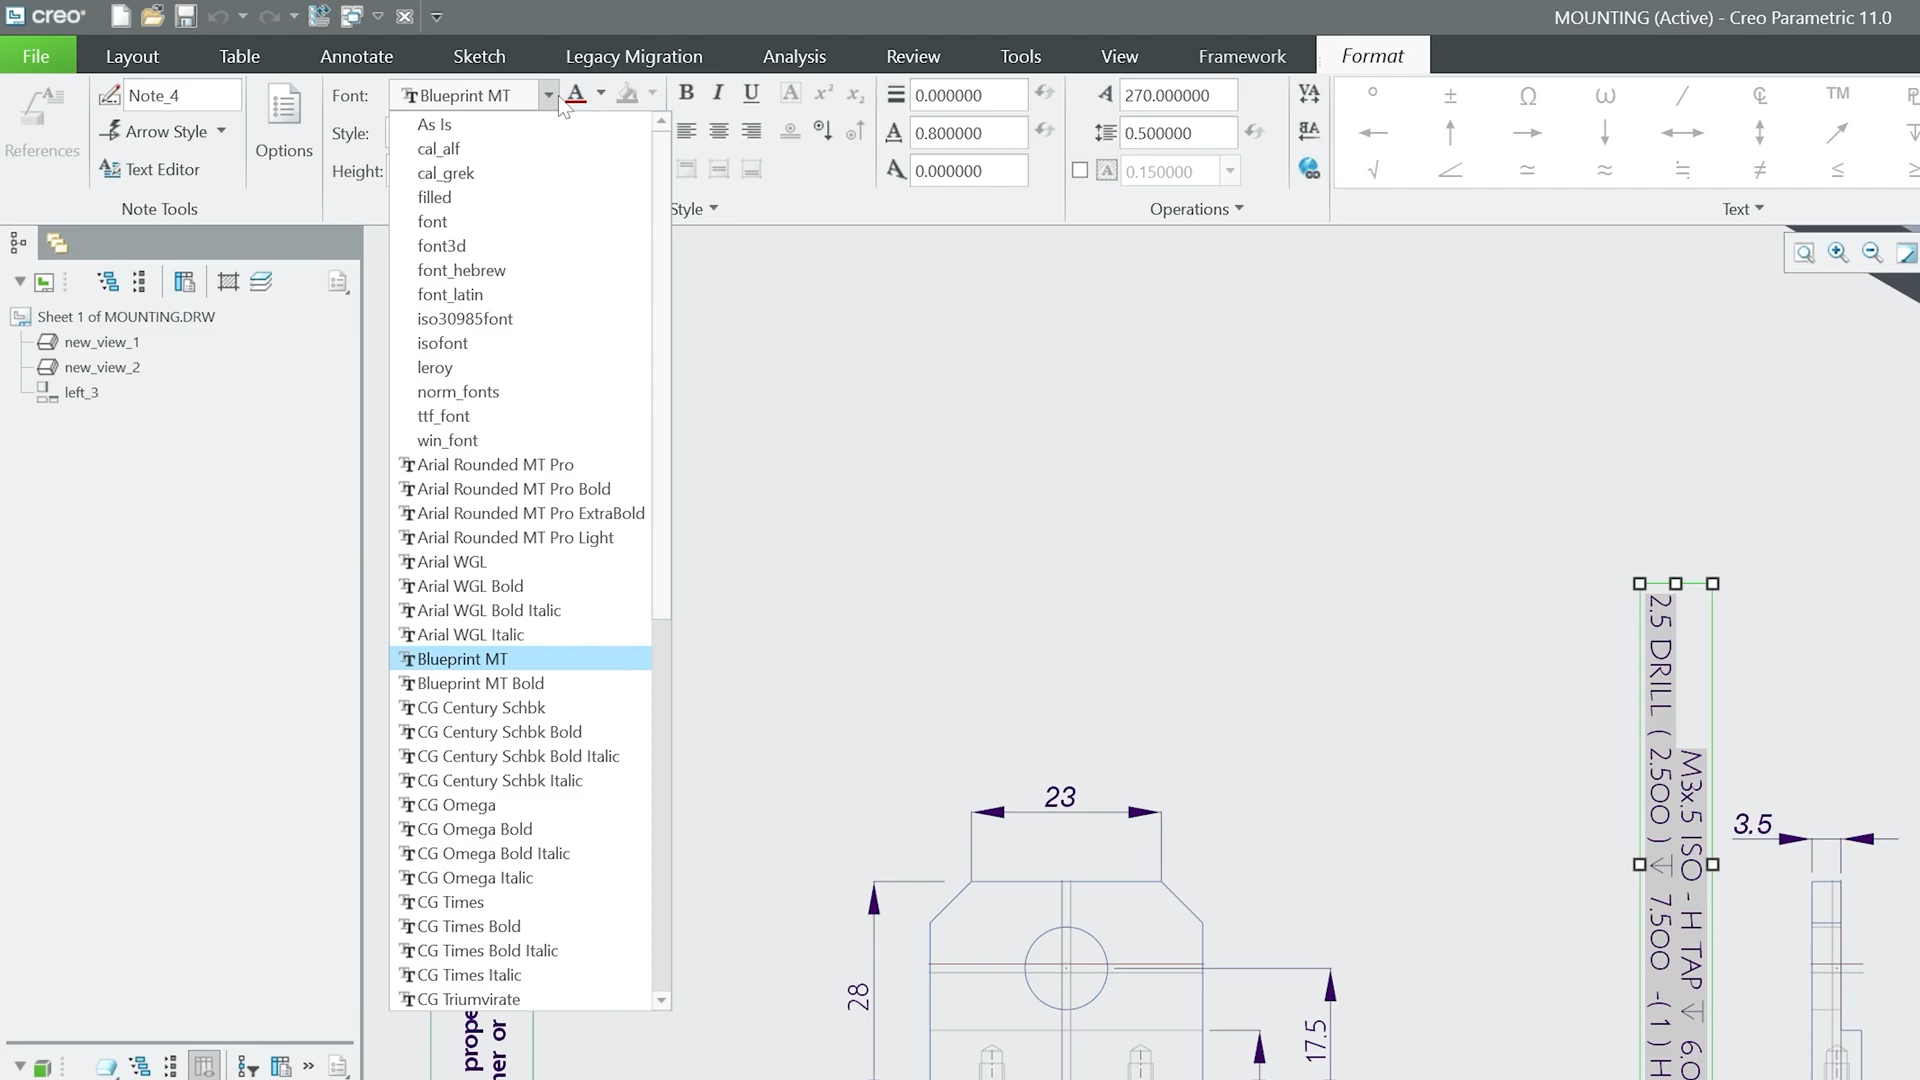 creo
MOUNTING (Active) - Creo Parametric 11.0
File
Layout
Table
Annotate
Sketch
Legacy Migration
Analysis
Review
Tools
View
Framework
Format
References
Note_4
Arrow Style
Text Editor
Note Tools
Options
Font:
Blueprint MT
Style:
Height:
B I U A x² x₂
0.000000
0.800000
0.000000
Style
270.000000
0.500000
0.150000
Operations
° ± Ω ω / ℄ TM
← ↑ → ↓ ↔ ↕ ↗
√ ∠ ≃ ≈ ≠ ≤ ≥
Text
As Is
cal_alf
cal_grek
filled
font
font3d
font_hebrew
font_latin
iso30985font
isofont
leroy
norm_fonts
ttf_font
win_font
Arial Rounded MT Pro
Arial Rounded MT Pro Bold
Arial Rounded MT Pro ExtraBold
Arial Rounded MT Pro Light
Arial WGL
Arial WGL Bold
Arial WGL Bold Italic
Arial WGL Italic
Blueprint MT
Blueprint MT Bold
CG Century Schbk
CG Century Schbk Bold
CG Century Schbk Bold Italic
CG Century Schbk Italic
CG Omega
CG Omega Bold
CG Omega Bold Italic
CG Omega Italic
CG Times
CG Times Bold
CG Times Bold Italic
CG Times Italic
CG Triumvirate
Sheet 1 of MOUNTING.DRW
new_view_1
new_view_2
left_3
23
28
17.5
3.5
M3x.5 ISO - H TAP ↧ 6.0
2.5 DRILL ( 2.500 ) ↧ 7.500 -( 1 ) H
prope
ner or